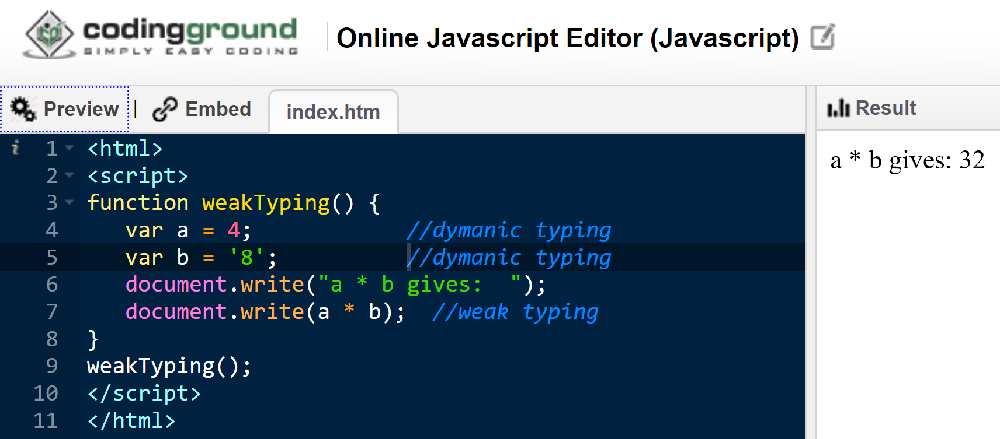 codingground
SIMPLY EASY CODING
Online Javascript Editor (Javascript)
Preview | Embed index.htm
Result
i 1 <html>
2 <script>
3 function weakTyping() {
4    var a = 4;            //dymanic typing
5    var b = '8';          //dymanic typing
6    document.write("a * b gives:  ");
7    document.write(a * b);  //weak typing
8 }
9 weakTyping();
10 </script>
11 </html>
a * b gives: 32